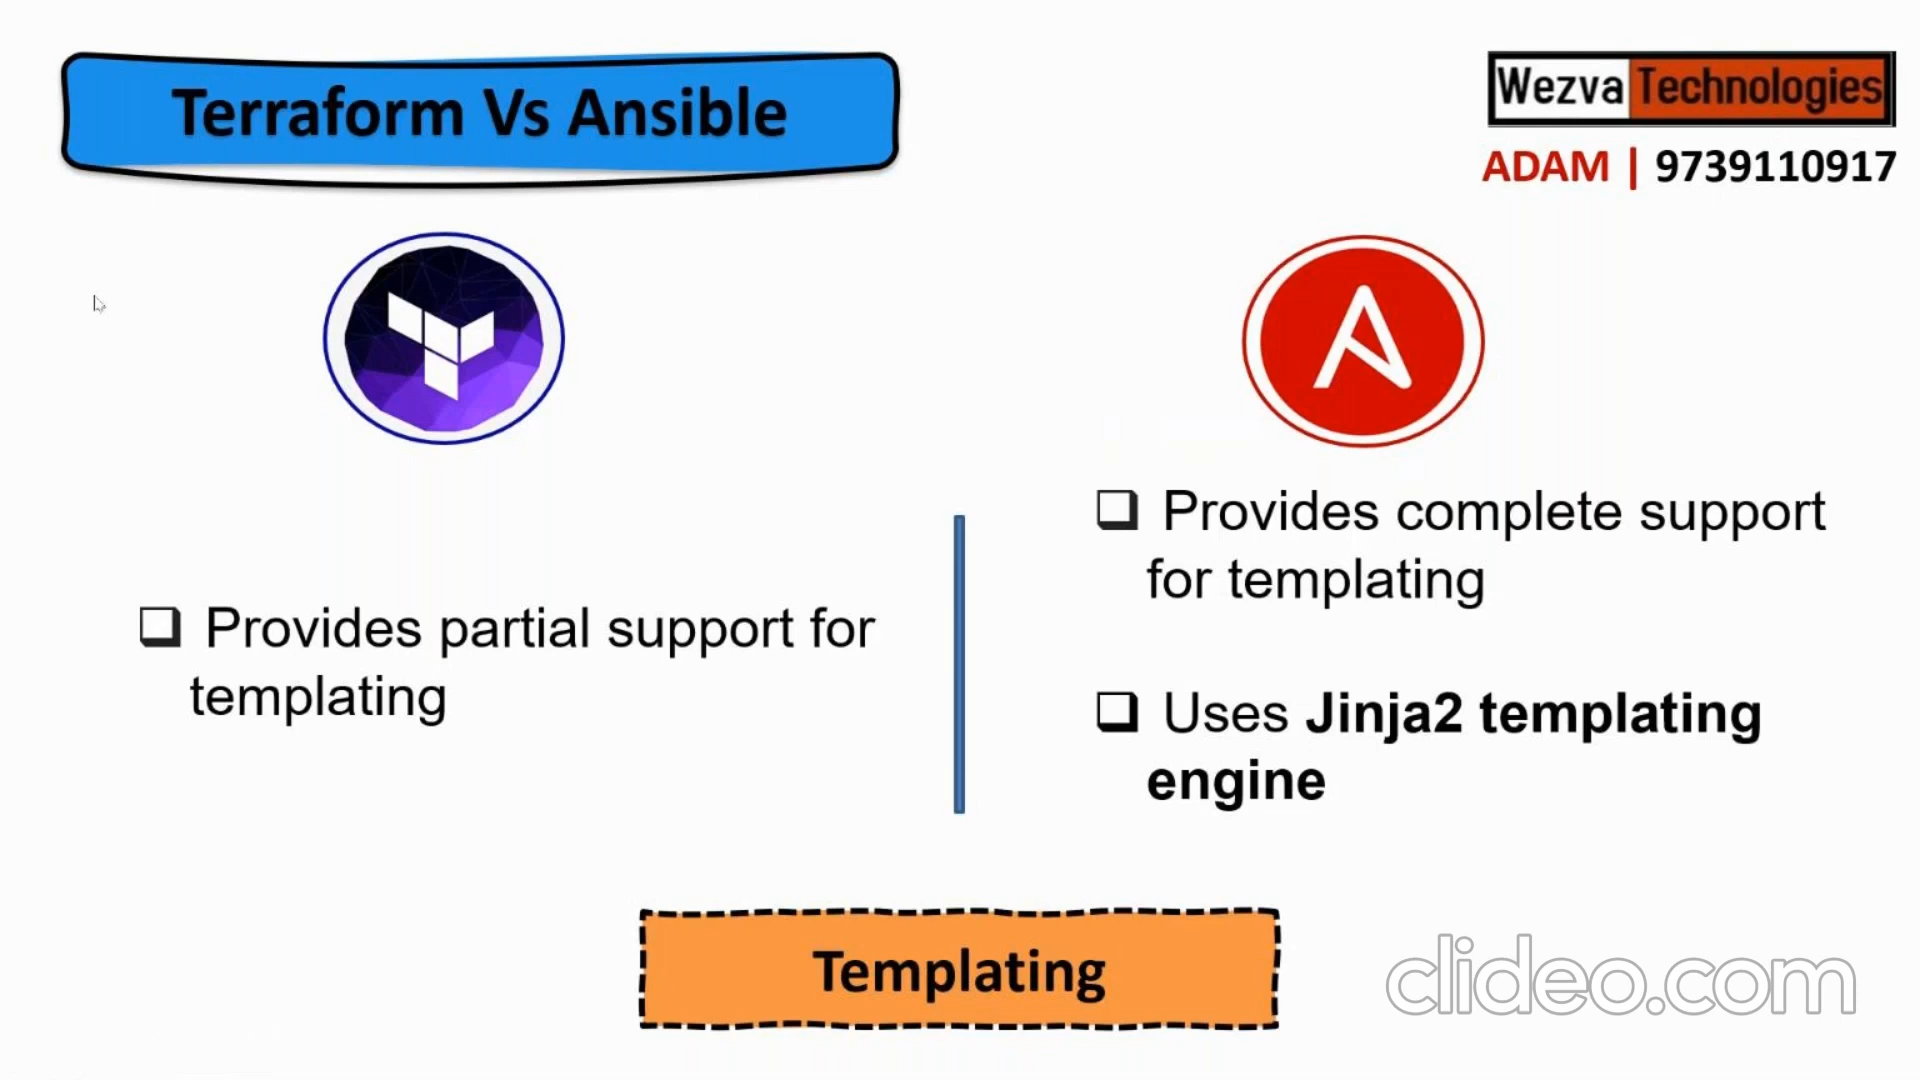 Terraform Vs Ansible
Wezva Technologies
ADAM | 9739110917
Provides partial support for
templating
Provides complete support
for templating
Uses Jinja2 templating
engine
Templating
clideo.com